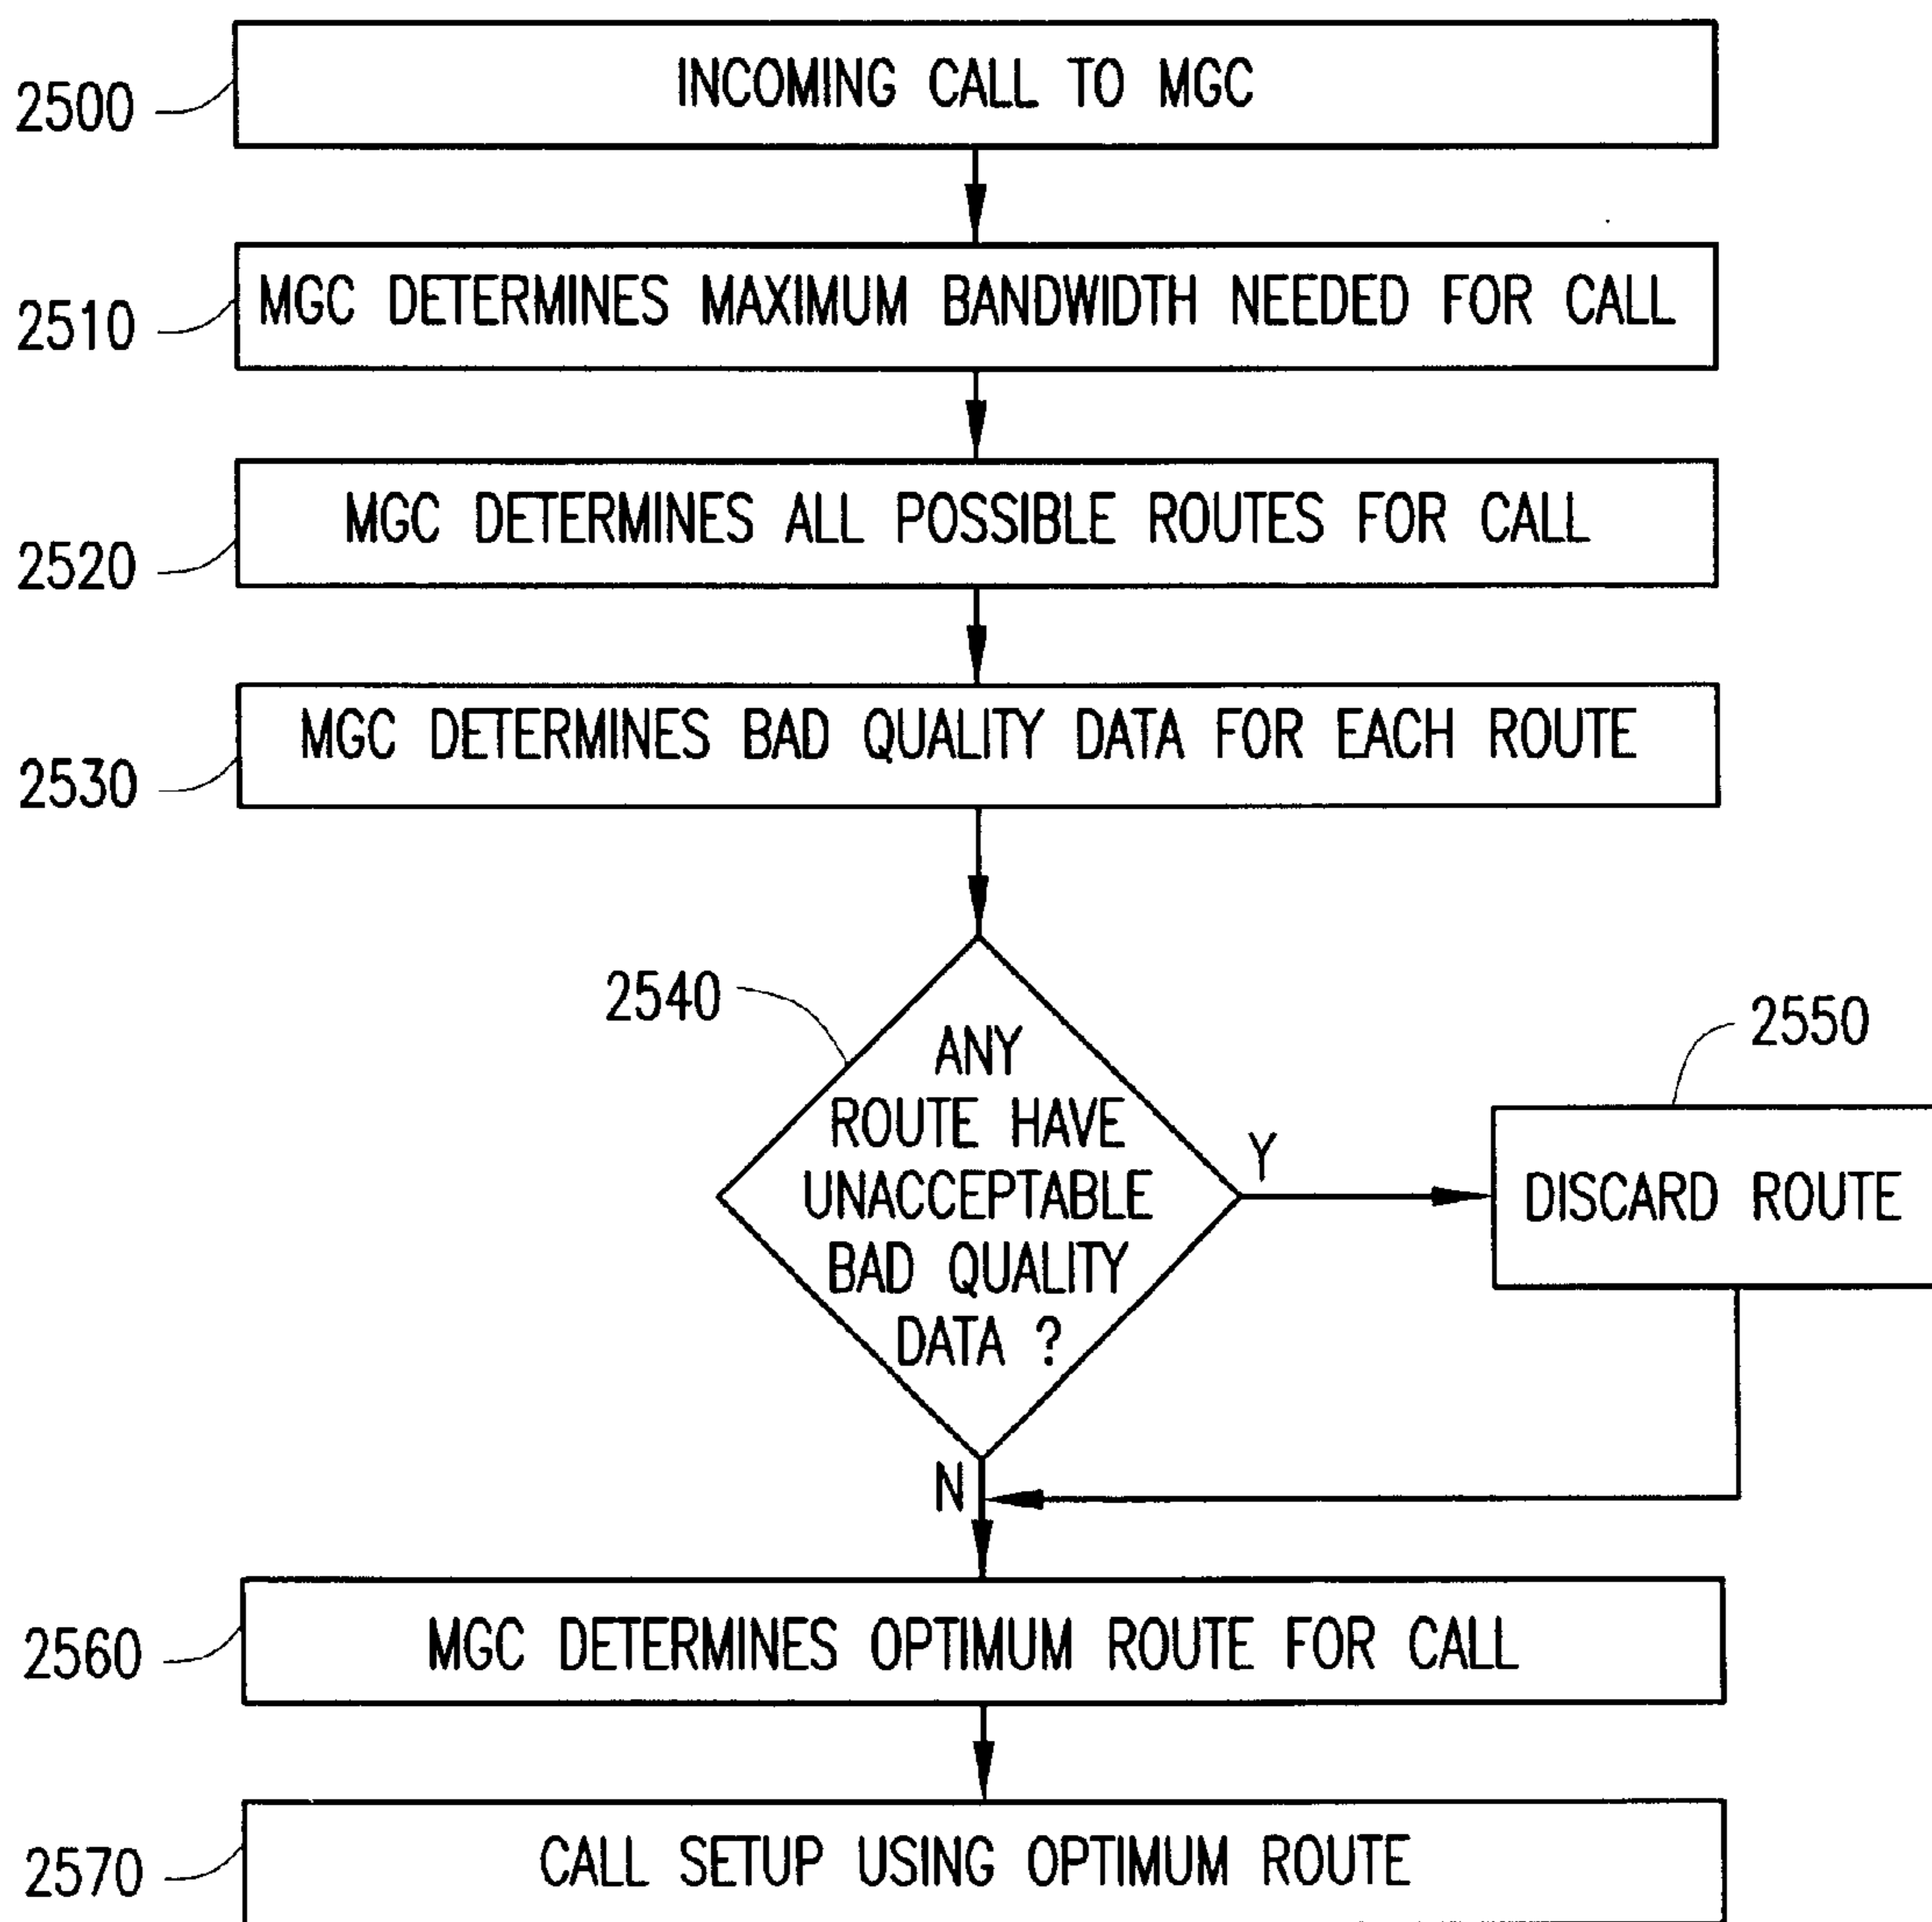 2500
INCOMING CALL TO MGC
2510
MGC DETERMINES MAXIMUM BANDWIDTH NEEDED FOR CALL
2520
MGC DETERMINES ALL POSSIBLE ROUTES FOR CALL
2530
MGC DETERMINES BAD QUALITY DATA FOR EACH ROUTE
2540
ANY
ROUTE HAVE
UNACCEPTABLE
BAD QUALITY
DATA ?
Y
2550
DISCARD ROUTE
N
2560
MGC DETERMINES OPTIMUM ROUTE FOR CALL
2570
CALL SETUP USING OPTIMUM ROUTE